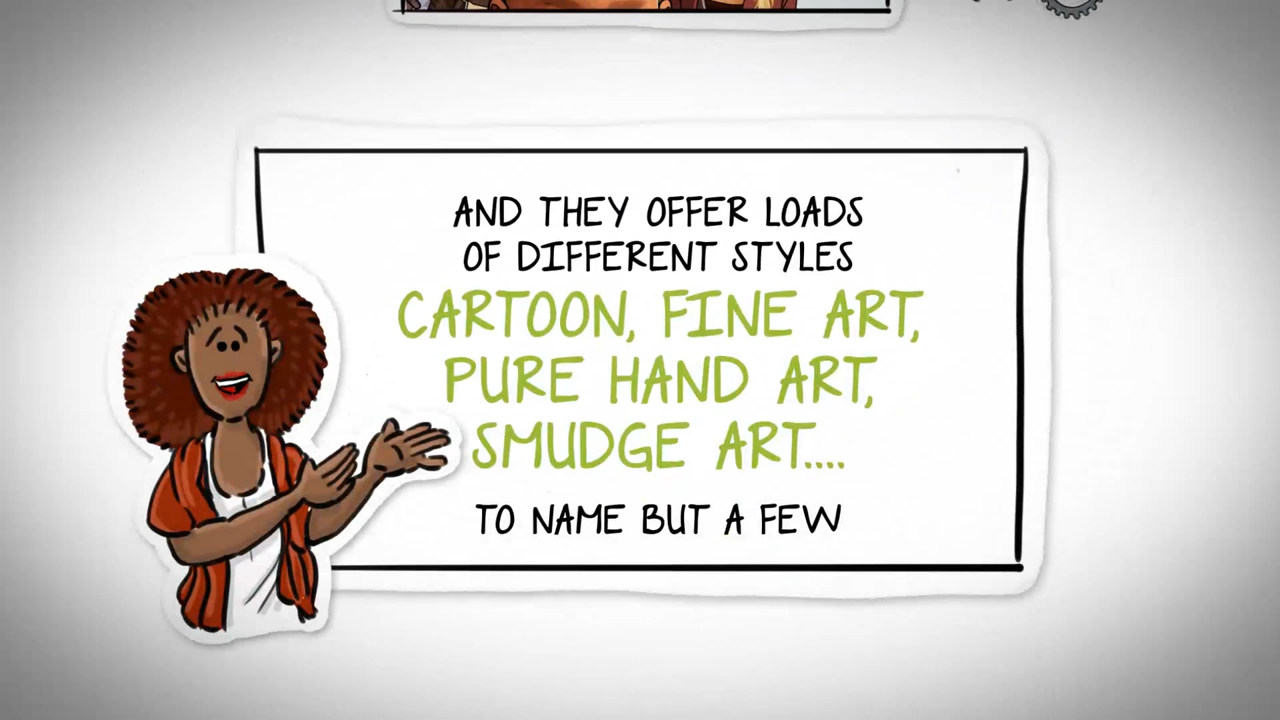 AND THEY OFFER LOADS
OF DIFFERENT STYLES
CARTOON, FINE ART,
PURE HAND ART,
SMUDGE ART....
TO NAME BUT A FEW